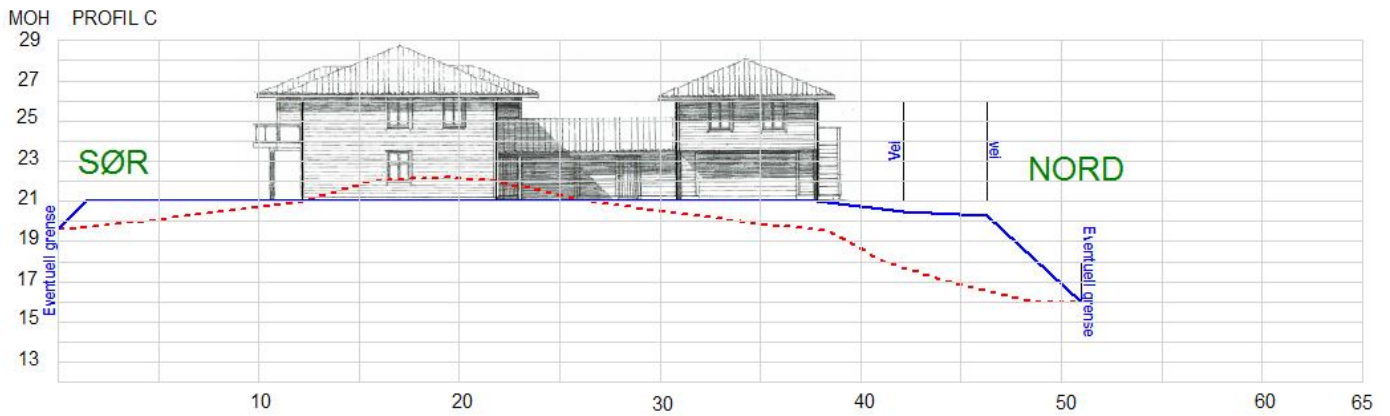 MOH PROFIL C
29
27
25
23
21
19
17
15
13
SØR
NORD
Vei
vei
Eventuell grense
Eventuell grense
10 20 30 40 50 60 65